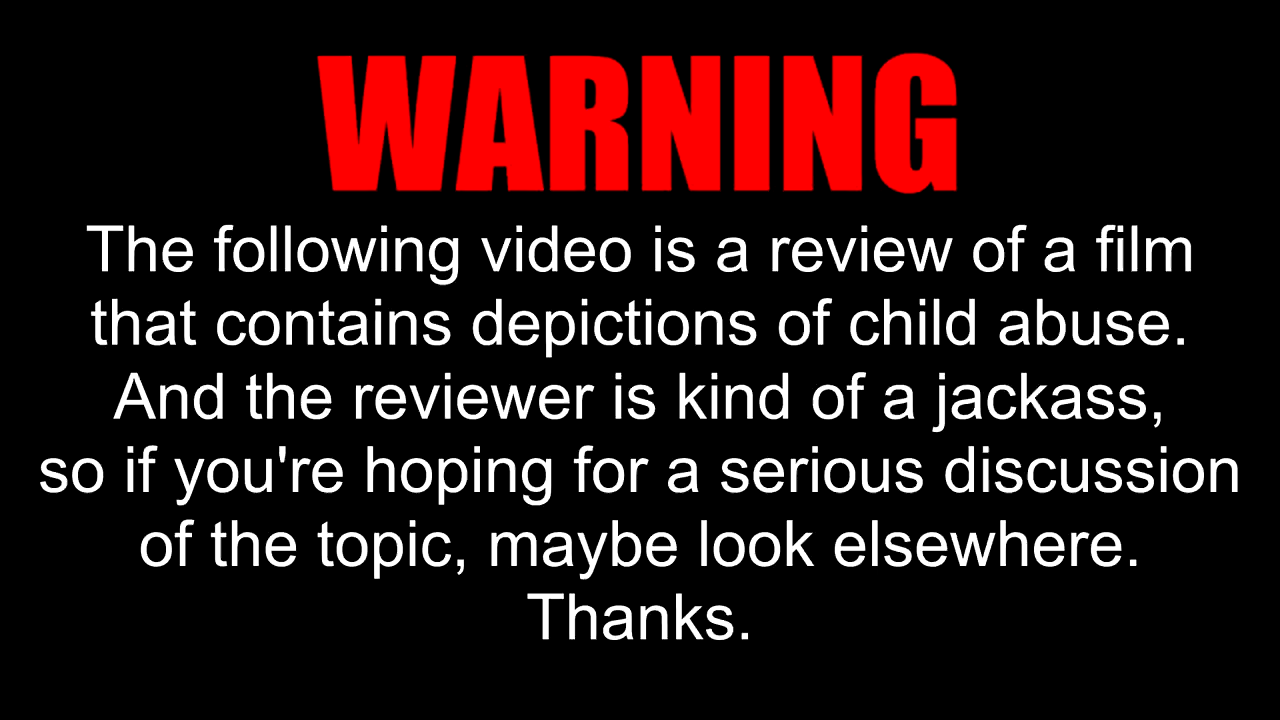 WARNING
The following video is a review of a film
that contains depictions of child abuse.
And the reviewer is kind of a jackass,
so if you're hoping for a serious discussion
of the topic, maybe look elsewhere.
Thanks.